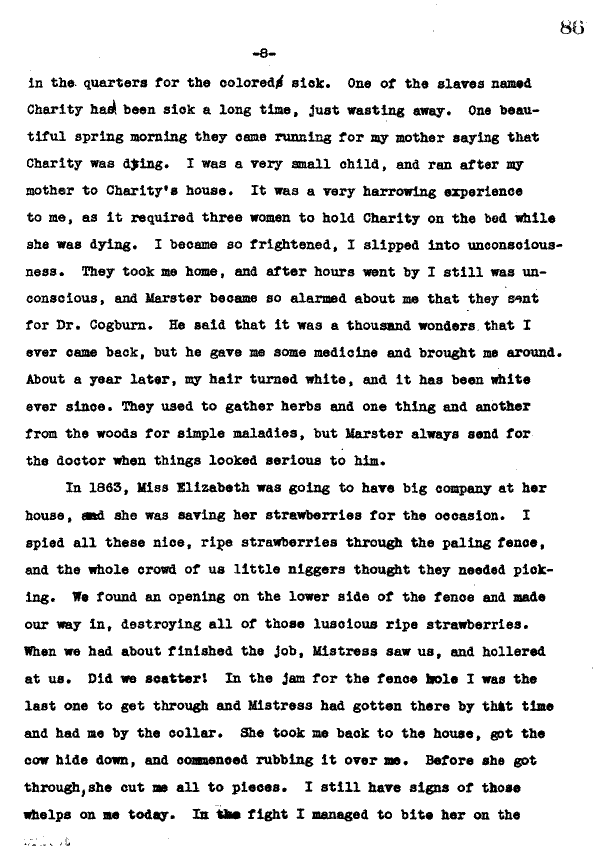 86
-8-
in the quarters for the colored sick. One of the slaves named
Charity had been sick a long time, just wasting away. One beau-
tiful spring morning they came running for my mother saying that
Charity was dying. I was a very small child, and ran after my
mother to Charity's house. It was a very harrowing experience
to me, as it required three women to hold Charity on the bed while
she was dying. I became so frightened, I slipped into unconscious-
ness. They took me home, and after hours went by I still was un-
conscious, and Marster became so alarmed about me that they sent
for Dr. Cogburn. He said that it was a thousand wonders that I
ever came back, but he gave me some medicine and brought me around.
About a year later, my hair turned white, and it has been white
ever since. They used to gather herbs and one thing and another
from the woods for simple maladies, but Marster always send for
the doctor when things looked serious to him.
In 1863, Miss Elizabeth was going to have big company at her
house, and she was saving her strawberries for the occasion. I
spied all these nice, ripe strawberries through the paling fence,
and the whole crowd of us little niggers thought they needed pick-
ing. We found an opening on the lower side of the fence and made
our way in, destroying all of those luscious ripe strawberries.
When we had about finished the job, Mistress saw us, and hollered
at us. Did we scatter! In the jam for the fence hole I was the
last one to get through and Mistress had gotten there by that time
and had me by the collar. She took me back to the house, got the
cow hide down, and commenced rubbing it over me. Before she got
through, she cut me all to pieces. I still have signs of those
whelps on me today. In the fight I managed to bite her on the